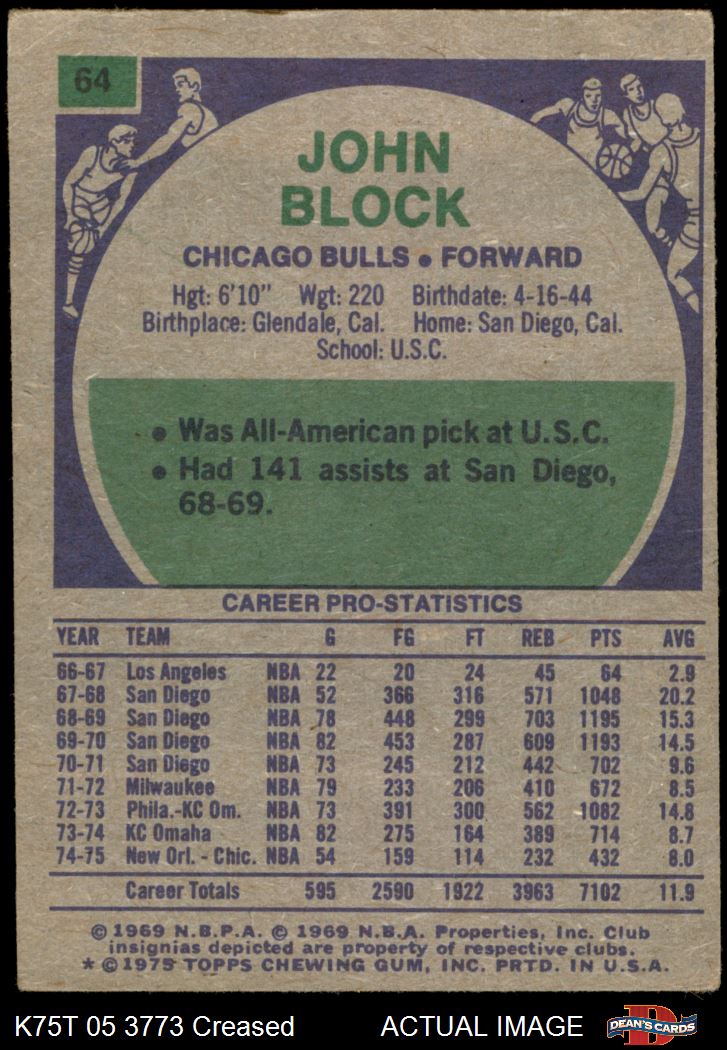 64
JOHN
BLOCK
CHICAGO BULLS • FORWARD
Hgt: 6'10" Wgt: 220 Birthdate: 4-16-44
Birthplace: Glendale, Cal. Home: San Diego, Cal.
School: U.S.C.
• Was All-American pick at U.S.C.
• Had 141 assists at San Diego,
68-69.
CAREER PRO-STATISTICS
YEAR TEAM G FG FT REB PTS AVG
66-67 Los Angeles NBA 22 20 24 45 64 2.9
67-68 San Diego NBA 52 366 316 571 1048 20.2
68-69 San Diego NBA 78 448 299 703 1195 15.3
69-70 San Diego NBA 82 453 287 609 1193 14.5
70-71 San Diego NBA 73 245 212 442 702 9.6
71-72 Milwaukee NBA 79 233 206 410 672 8.5
72-73 Phila.-KC Om. NBA 73 391 300 562 1082 14.8
73-74 KC Omaha NBA 82 275 164 389 714 8.7
74-75 New Orl. - Chic. NBA 54 159 114 232 432 8.0
Career Totals 595 2590 1922 3963 7102 11.9
© 1969 N.B.P.A. © 1969 N.B.A. Properties, Inc. Club
insignias depicted are property of respective clubs.
* © 1975 TOPPS CHEWING GUM, INC. PRTD. IN U.S.A.
K75T 05 3773 Creased ACTUAL IMAGE
D
DEAN'S CARDS